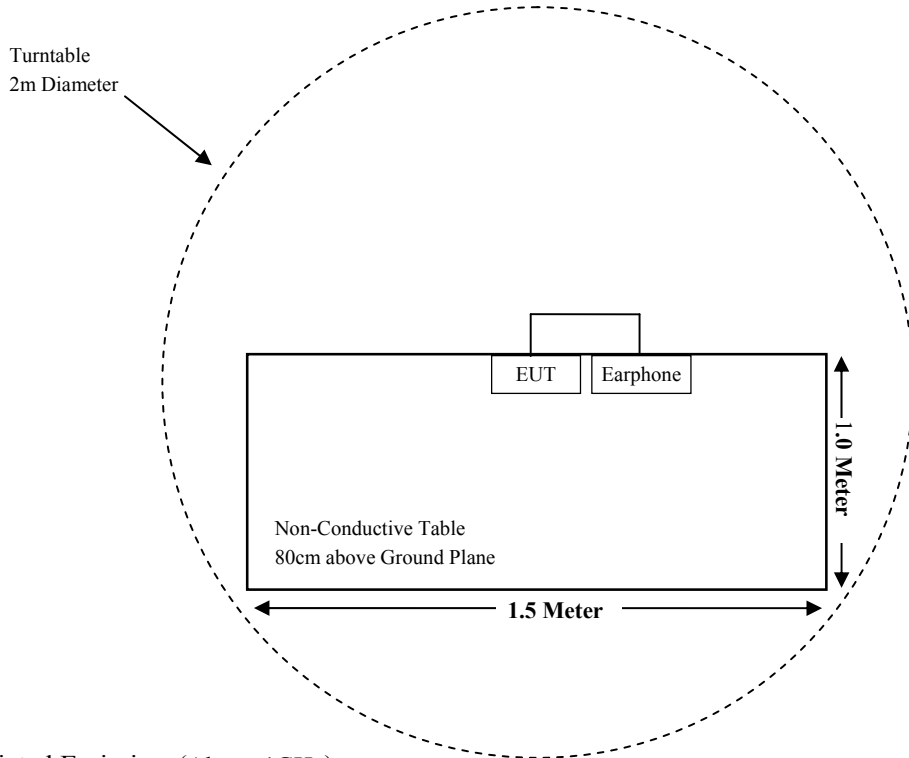 Turntable
2m Diameter
EUT
Earphone
1.0 Meter
Non-Conductive Table
80cm above Ground Plane
1.5 Meter